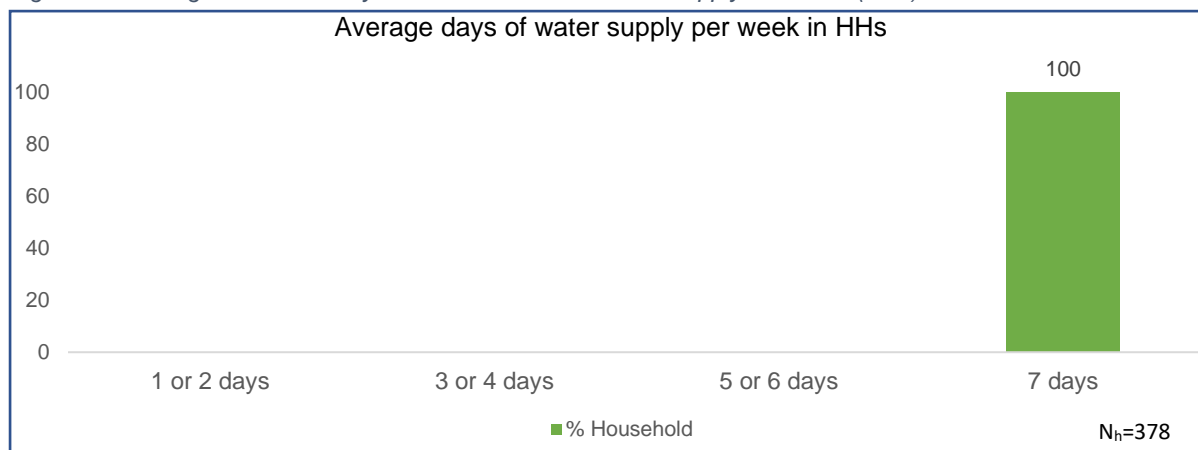 Average days of water supply per week in HHs
100
100
80
60
40
20
0
1 or 2 days
3 or 4 days
5 or 6 days
7 days
% Household
Nₕ=378